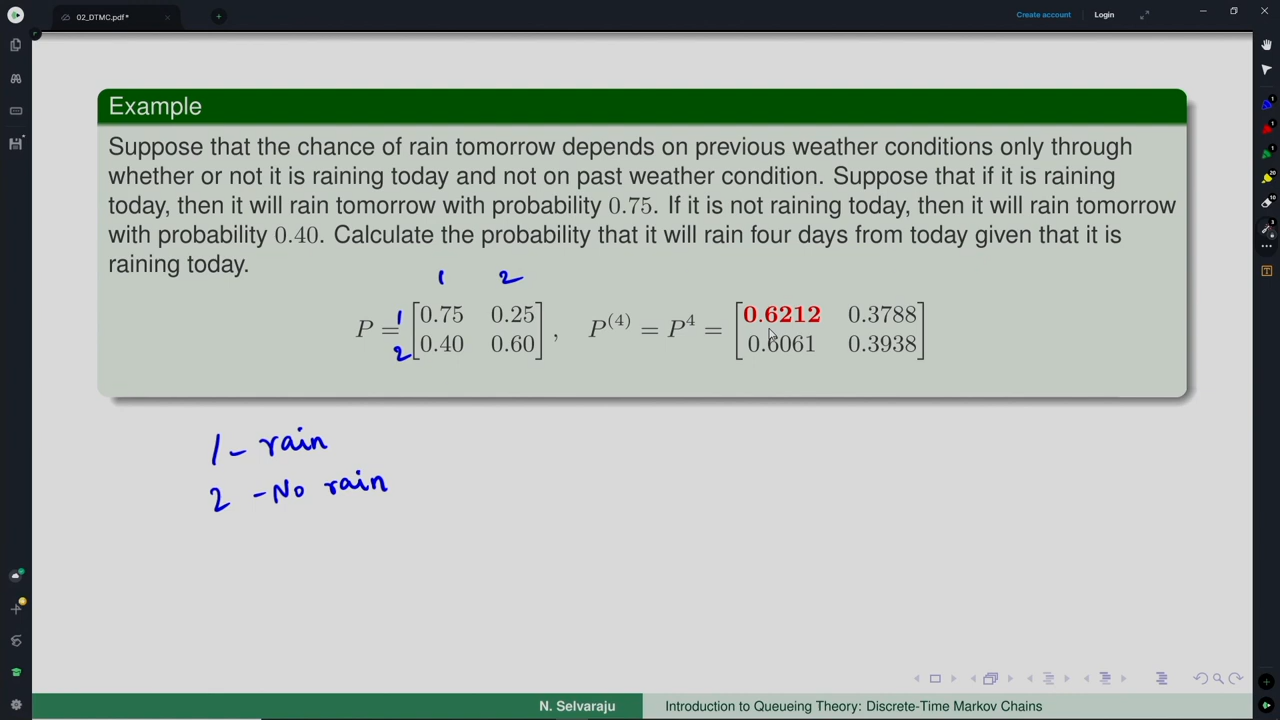 02_DTMC.pdf*
Create account Login
Example
Suppose that the chance of rain tomorrow depends on previous weather conditions only through
whether or not it is raining today and not on past weather condition. Suppose that if it is raining
today, then it will rain tomorrow with probability 0.75. If it is not raining today, then it will rain tomorrow
with probability 0.40. Calculate the probability that it will rain four days from today given that it is
raining today.
1 2
P = 1 2 [0.75 0.25 0.40 0.60], P^(4) = P^4 = [0.6212 0.3788 0.6061 0.3938]
1 - rain
2 - No rain
N. Selvaraju Introduction to Queueing Theory: Discrete-Time Markov Chains